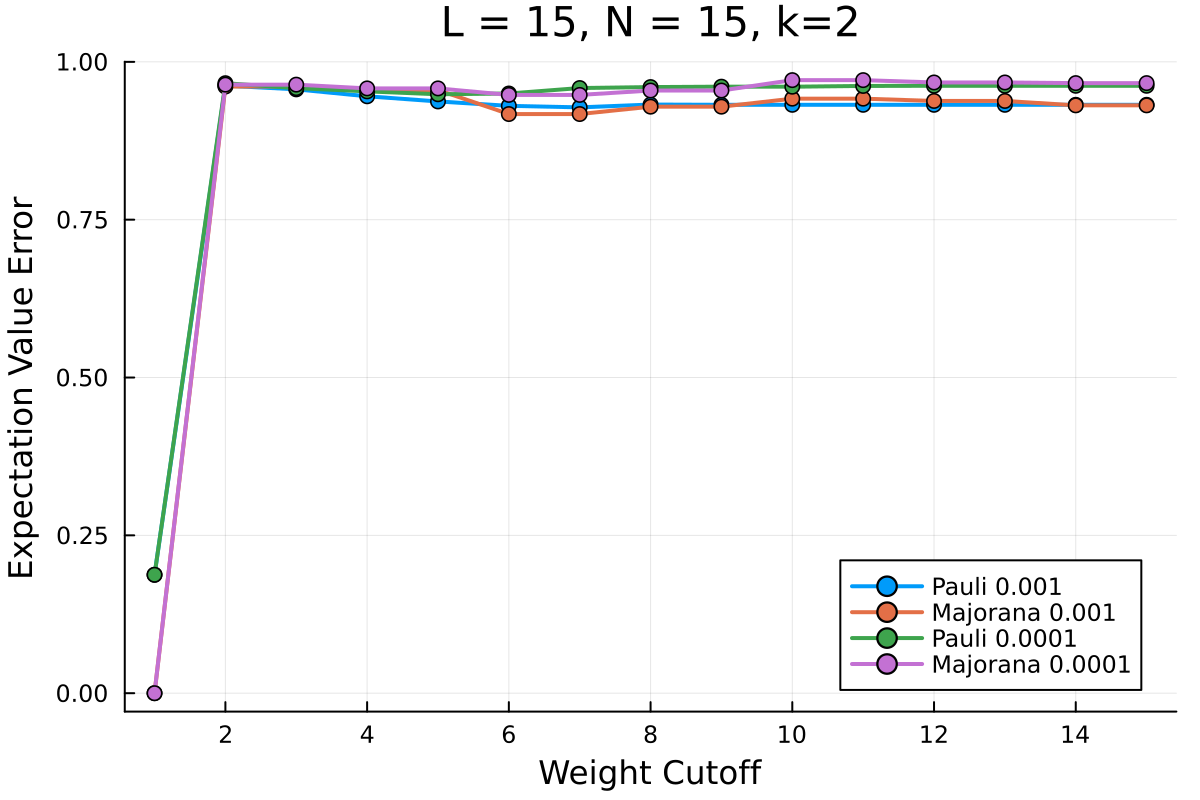 L = 15, N = 15, k=2
Expectation Value Error
1.00
0.75
0.50
0.25
0.00
2 4 6 8 10 12 14
Weight Cutoff
Pauli 0.001
Majorana 0.001
Pauli 0.0001
Majorana 0.0001